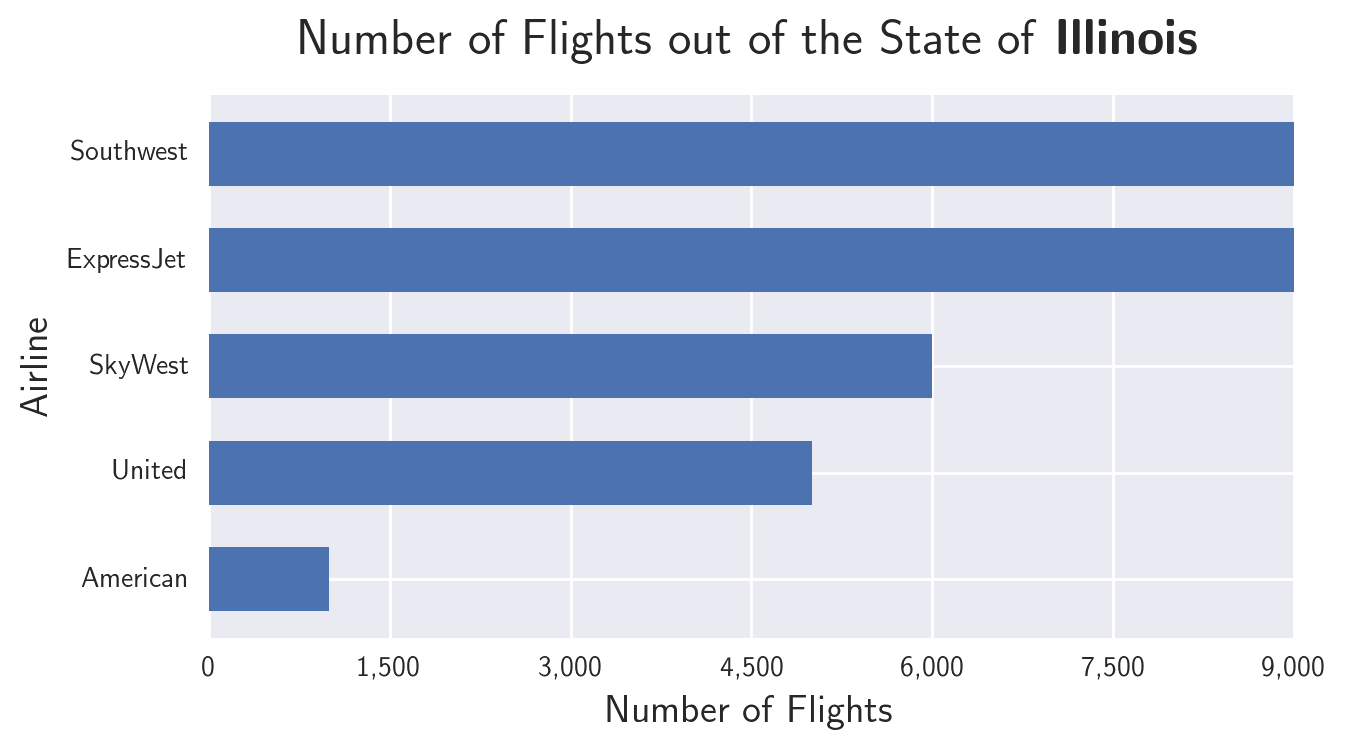 Number of Flights out of the State of Illinois
Southwest
ExpressJet
SkyWest
United
American
Airline
0 1,500 3,000 4,500 6,000 7,500 9,000
Number of Flights